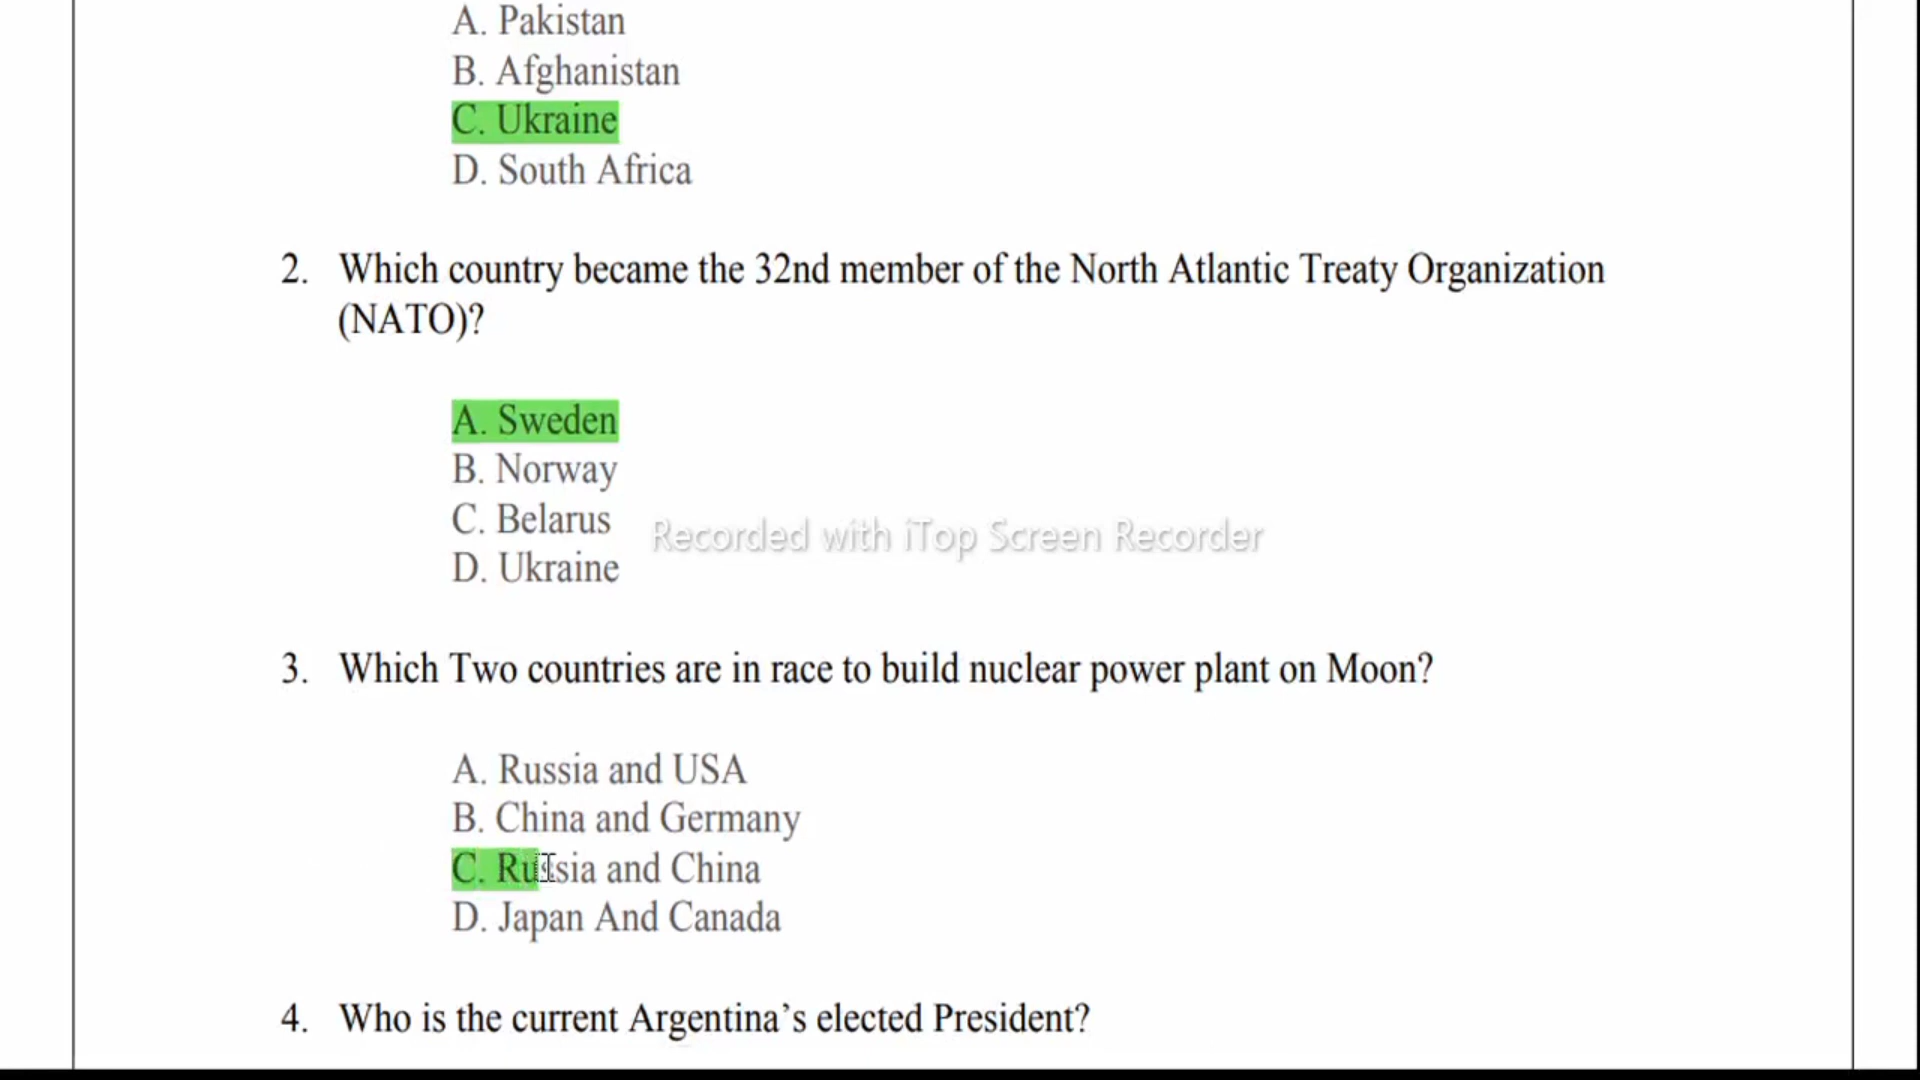 A. Pakistan
B. Afghanistan
C. Ukraine
D. South Africa
2. Which country became the 32nd member of the North Atlantic Treaty Organization
(NATO)?
A. Sweden
B. Norway
C. Belarus
Recorded with iTop Screen Recorder
D. Ukraine
3. Which Two countries are in race to build nuclear power plant on Moon?
A. Russia and USA
B. China and Germany
C. Russia and China
D. Japan And Canada
4. Who is the current Argentina’s elected President?